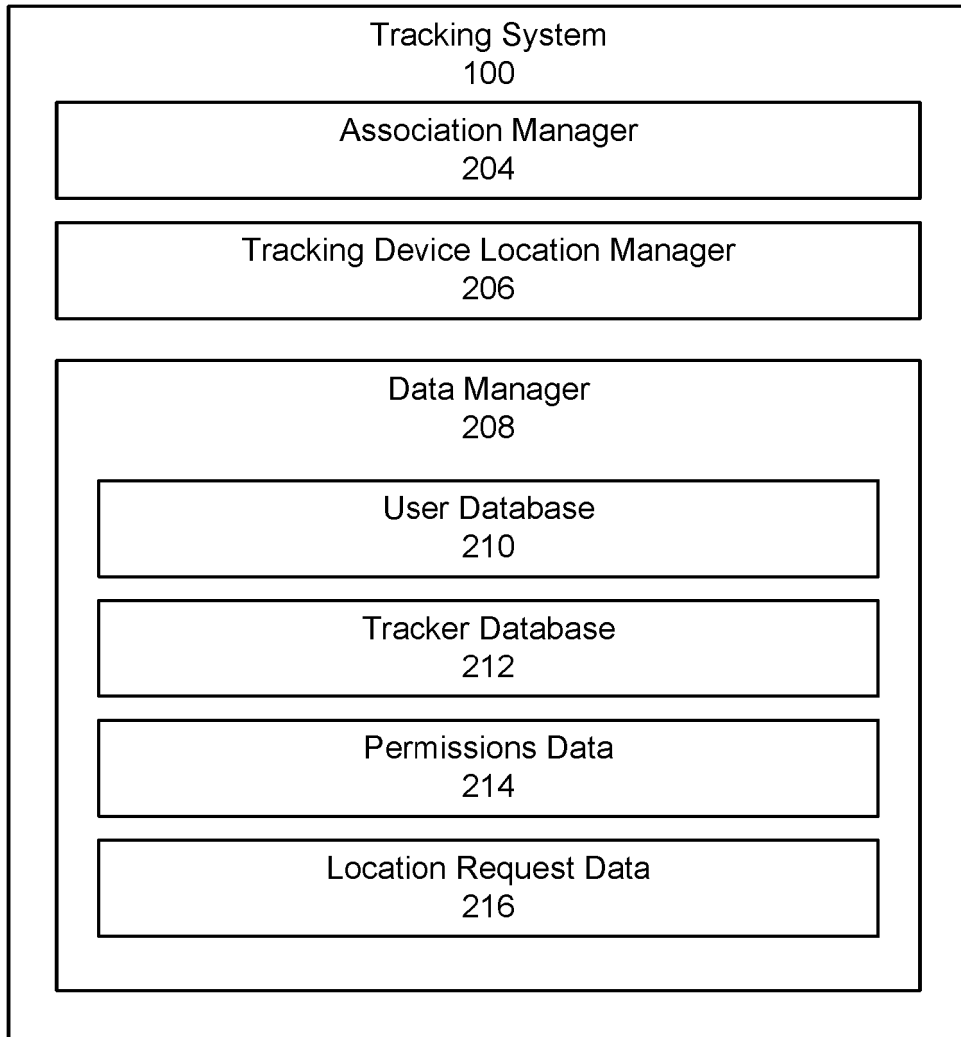 Tracking System
100
Association Manager
204
Tracking Device Location Manager
206
Data Manager
208
User Database
210
Tracker Database
212
Permissions Data
214
Location Request Data
216